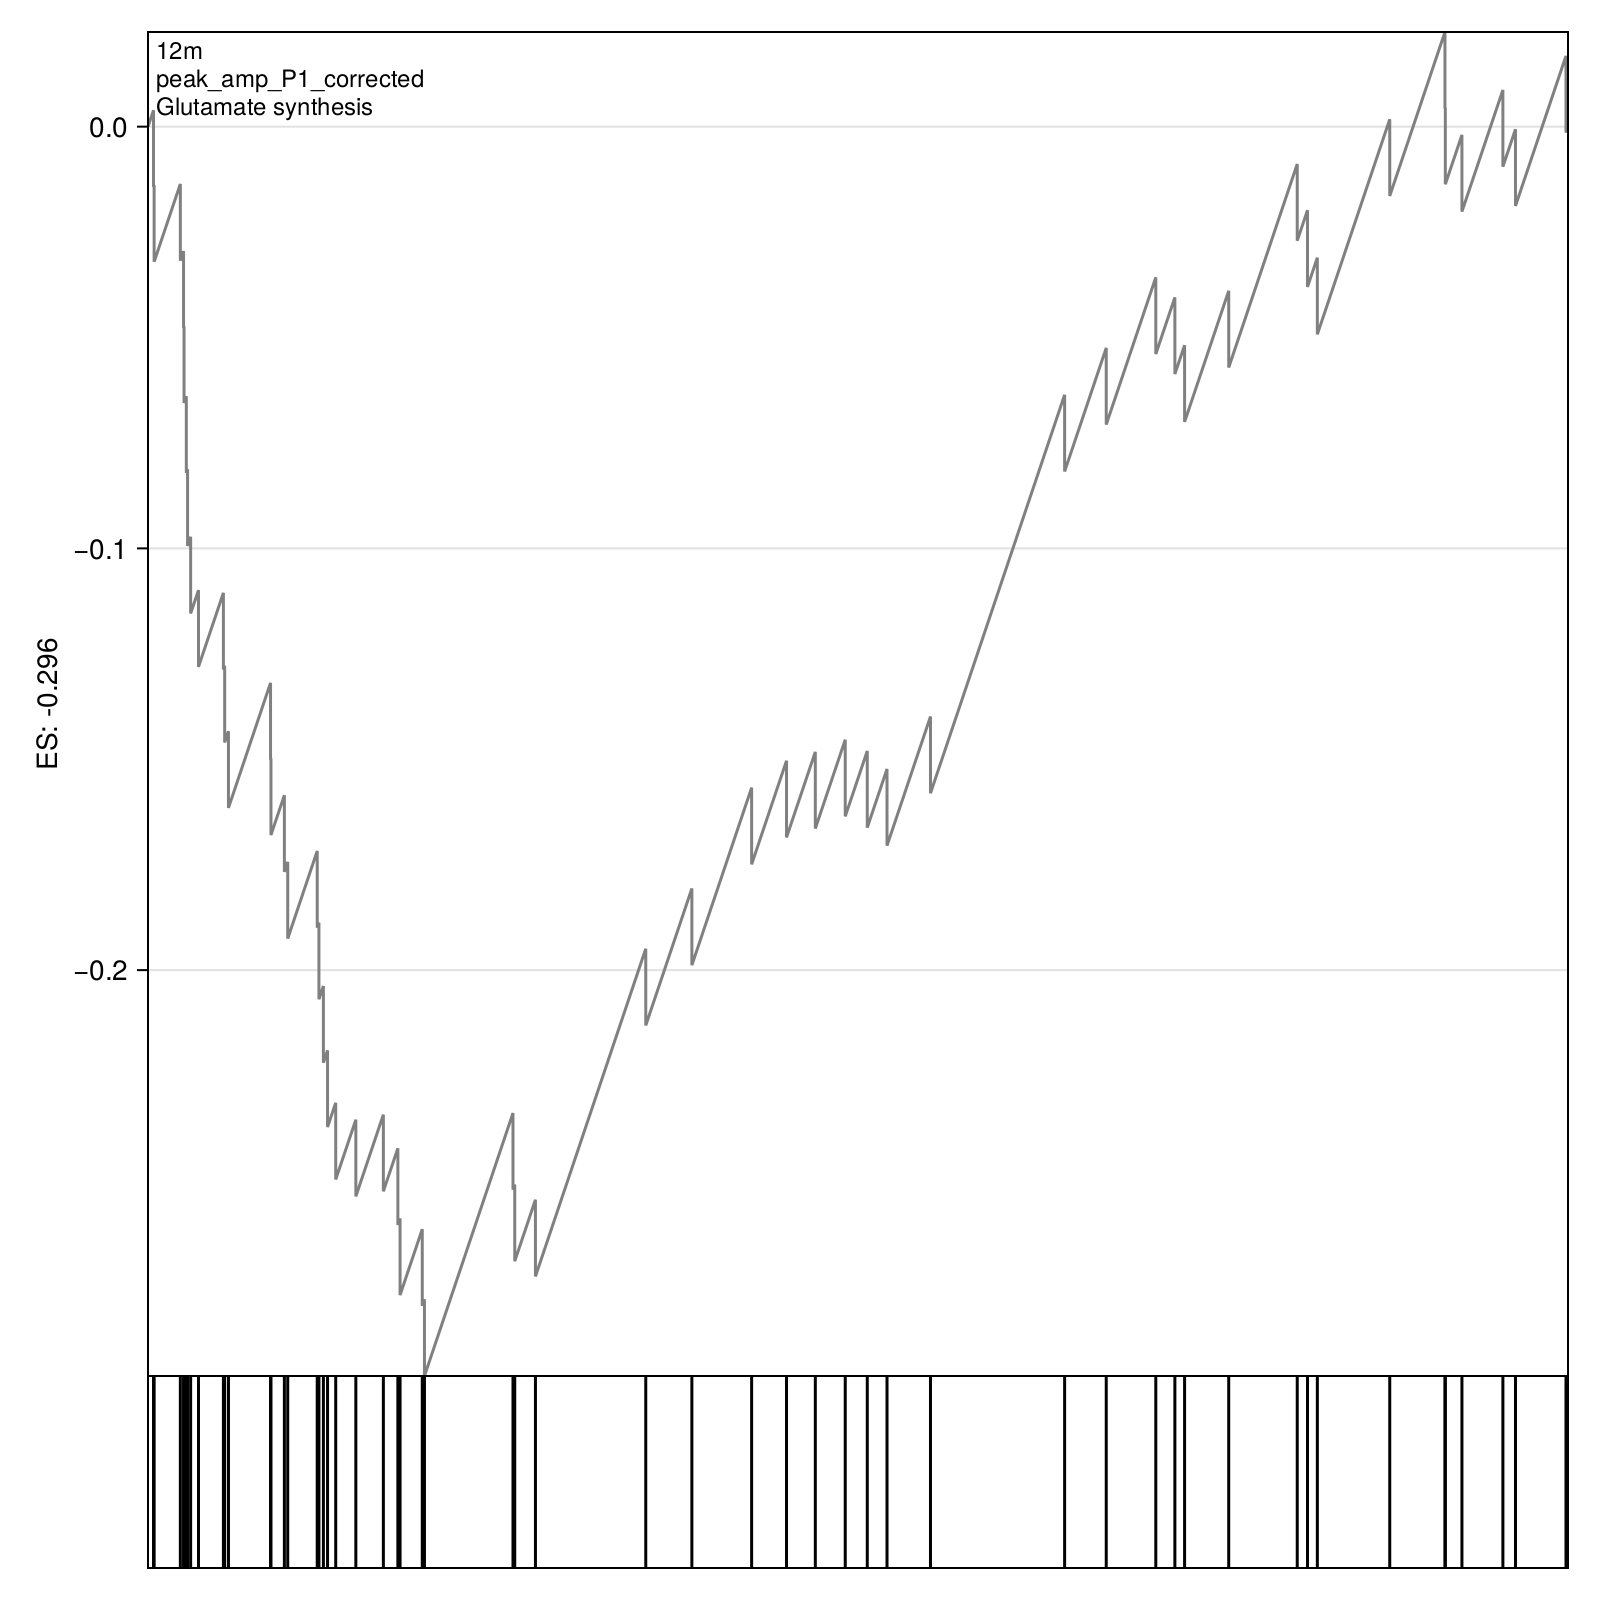 12m
peak_amp_P1_corrected
Glutamate synthesis
0.0
−0.1
−0.2
ES: -0.296